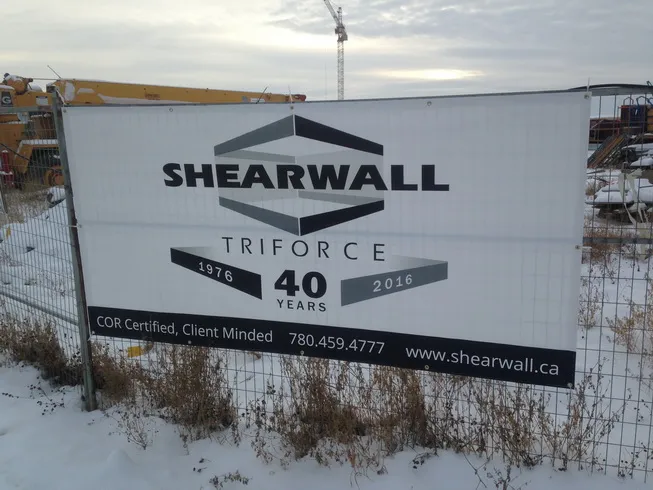 SHEARWALL
TRIFORCE
1976 40 2016
YEARS
COR Certified, Client Minded 780.459.4777 www.shearwall.ca